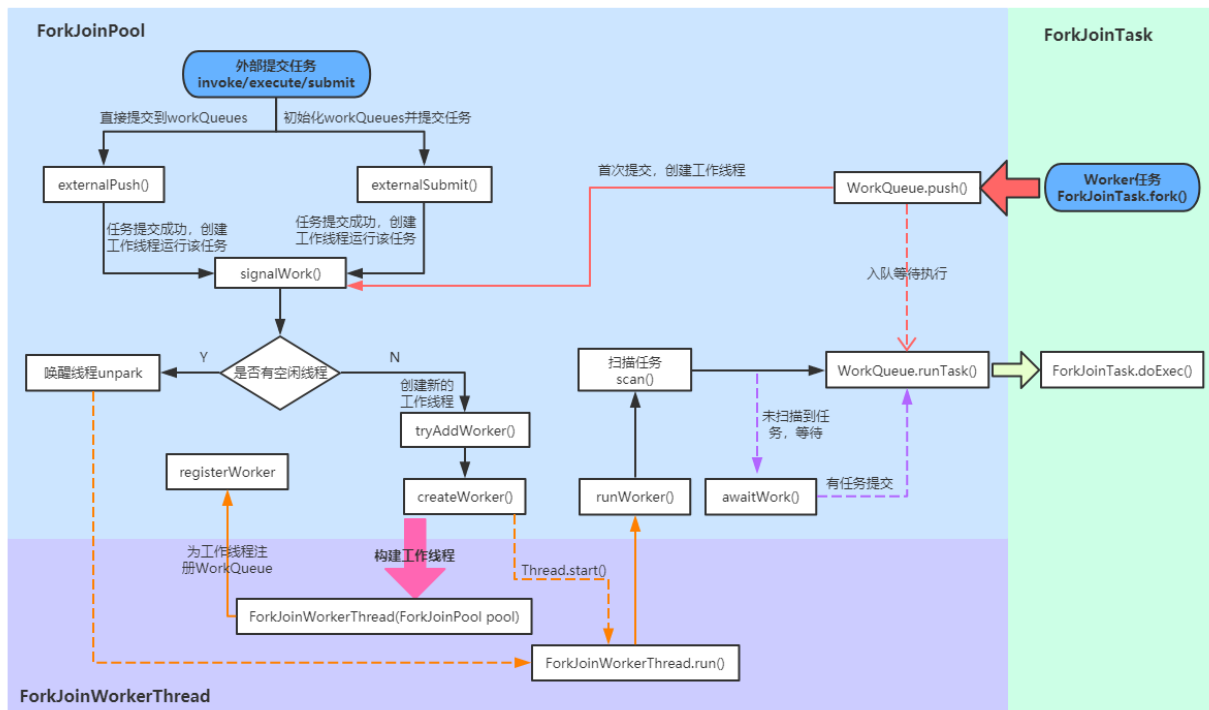 ForkJoinPool
ForkJoinTask
外部提交任务
invoke/execute/submit
直接提交到workQueues
初始化workQueues并提交任务
externalPush()
externalSubmit()
首次提交，创建工作线程
WorkQueue.push()
Worker任务
ForkJoinTask.fork()
任务提交成功，创建
工作线程运行该任务
任务提交成功，创建
工作线程运行该任务
signalWork()
入队等待执行
唤醒线程unpark
Y
是否有空闲线程
N
创建新的
工作线程
扫描任务
scan()
WorkQueue.runTask()
ForkJoinTask.doExec()
tryAddWorker()
未扫描到任
务，等待
registerWorker
createWorker()
runWorker()
awaitWork()
有任务提交
为工作线程注
册WorkQueue
构建工作线程
Thread.start()
ForkJoinWorkerThread(ForkJoinPool pool)
ForkJoinWorkerThread.run()
ForkJoinWorkerThread